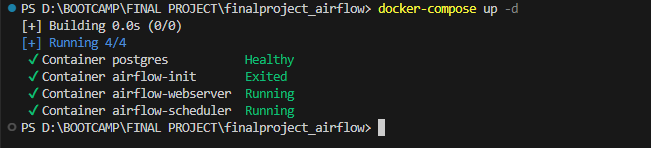 PS D:\BOOTCAMP\FINAL PROJECT\finalproject_airflow> docker-compose up -d
[+] Building 0.0s (0/0)
[+] Running 4/4
✓ Container postgres Healthy
✓ Container airflow-init Exited
✓ Container airflow-webserver Running
✓ Container airflow-scheduler Running
PS D:\BOOTCAMP\FINAL PROJECT\finalproject_airflow>